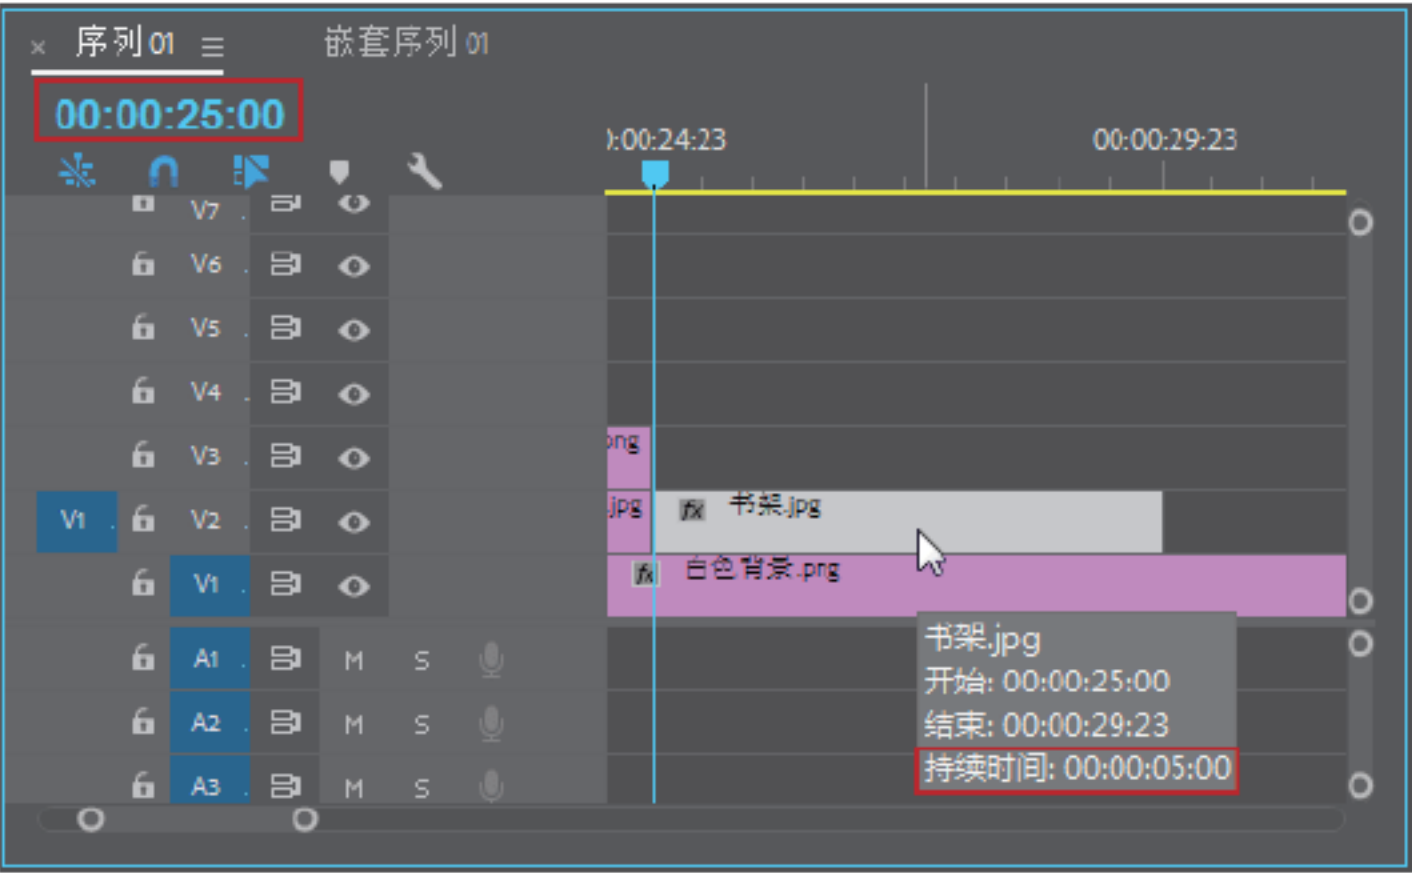 × 序列 01 ≡ 嵌套序列 01
00:00:25:00
):00:24:23 00:00:29:23
V7
V6
V5
V4
V3
png
V1 V2
.jpg fx 书架.jpg
V1
fx 白色背景.png
书架.jpg
开始: 00:00:25:00
结束: 00:00:29:23
持续时间: 00:00:05:00
A1 M S
A2 M S
A3 M S